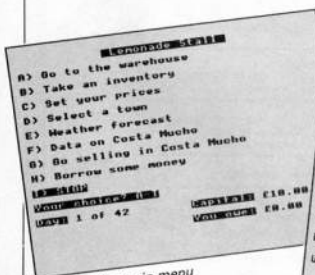 Lemonade Stall
A) Go to the warehouse
B) Take an inventory
C) Set your prices
D) Select a town
E) Weather forecast
F) Data on Costa Mucho
G) Go selling in Costa Mucho
H) Borrow some money
I) Stop
Your choice? A-I
Capital: £10.00
Day: 1 of 42
You owe: £0.00
menu